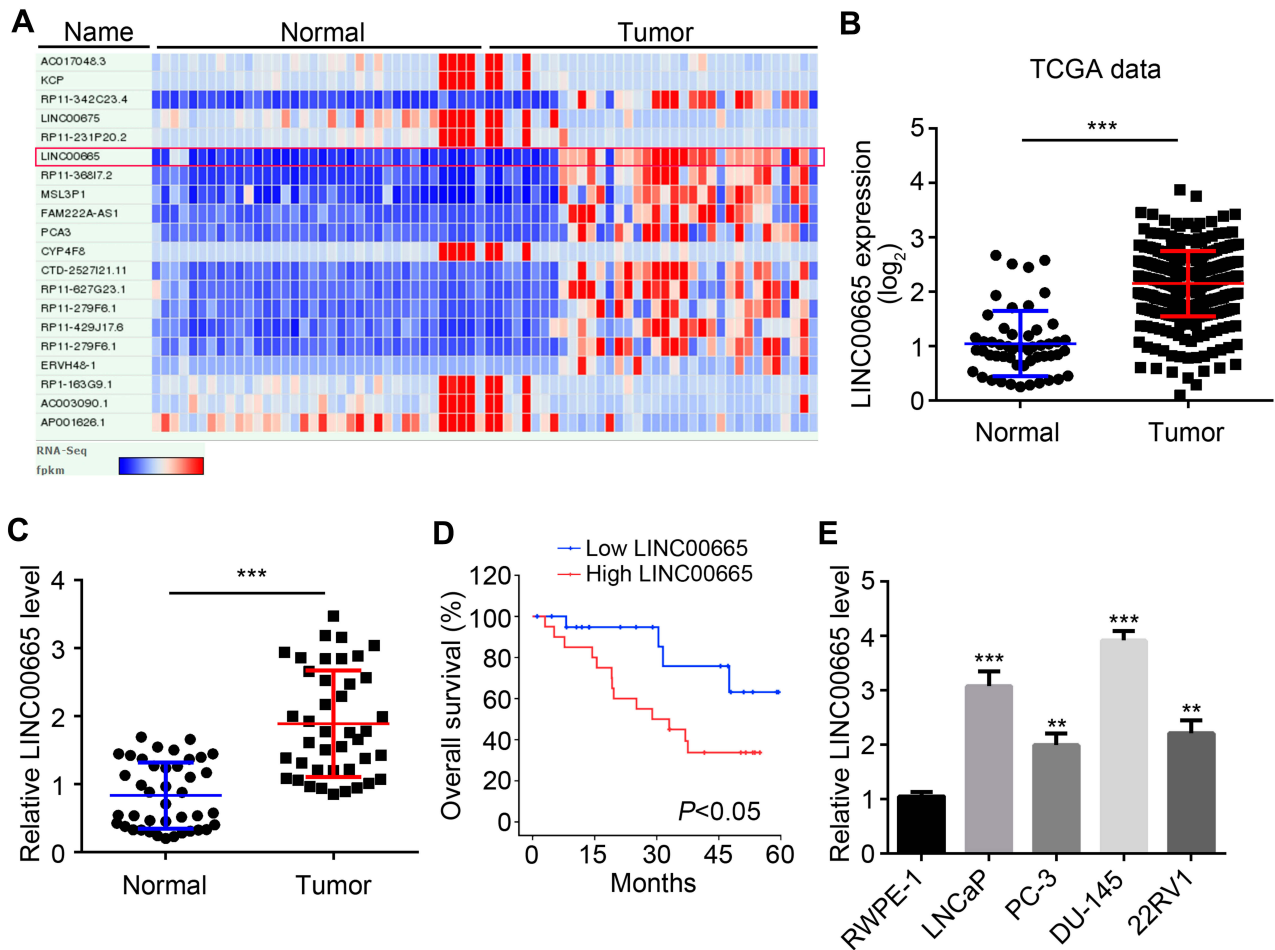 A
Name Normal Tumor
AC017048.3
KCP
RP11-342C23.4
LINC00675
RP11-231P20.2
LINC00665
RP11-368I7.2
MSL3P1
FAM222A-AS1
PCA3
CYP4F8
CTD-2527I21.11
RP11-627G23.1
RP11-279F6.1
RP11-429J17.6
RP11-279F6.1
ERVH48-1
RP1-163G9.1
AC003090.1
AP001626.1
RNA-Seq
fpkm
B
TCGA data
***
LINC00665 expression
(log2)
5
4
3
2
1
0
Normal Tumor
C
***
Relative LINC00665 level
4
3
2
1
0
Normal Tumor
D
Low LINC00665
High LINC00665
Overall survival (%)
120
100
80
60
40
20
0
P<0.05
0 15 30 45 60
Months
E
Relative LINC00665 level
5
4
3
2
1
0
*** ** *** **
RWPE-1 LNCaP PC-3 DU-145 22RV1